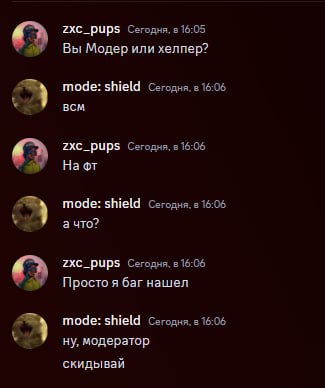 zxc_pups Сегодня, в 16:05
Вы Модер или хелпер?
mode: shield Сегодня, в 16:06
всм
zxc_pups Сегодня, в 16:06
На фт
mode: shield Сегодня, в 16:06
а что?
zxc_pups Сегодня, в 16:06
Просто я баг нашел
mode: shield Сегодня, в 16:06
ну, модератор
скидывай